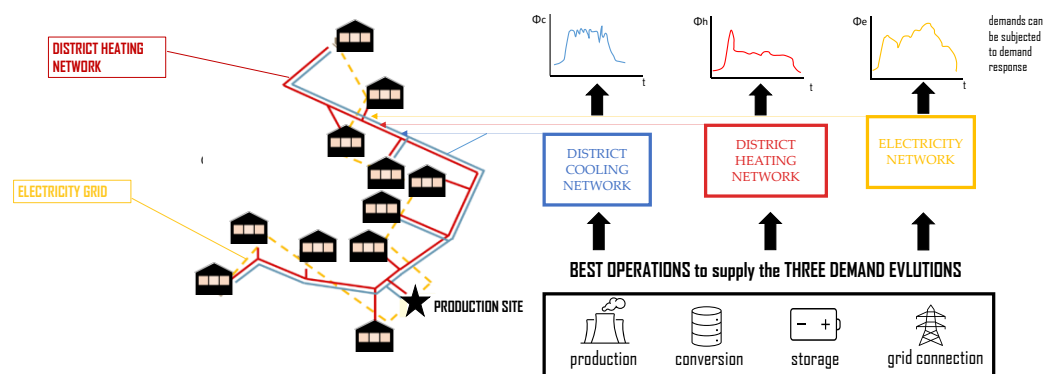 DISTRICT HEATING
NETWORK
ELECTRICITY GRID
PRODUCTION SITE
Φc
t
Φh
t
Φe
t
demands can
be subjected
to demand
response
DISTRICT
COOLING
NETWORK
DISTRICT
HEATING
NETWORK
ELECTRICITY
NETWORK
BEST OPERATIONS to supply the THREE DEMAND EVLUTIONS
production
conversion
storage
grid connection